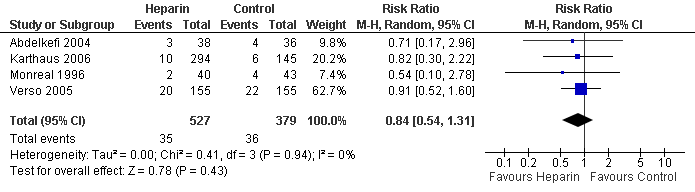 Heparin Control Risk Ratio Risk Ratio
Study or Subgroup Events Total Events Total Weight M-H, Random, 95% CI M-H, Random, 95% CI
Abdelkefi 2004 3 38 4 36 9.8% 0.71 [0.17, 2.96]
Karthaus 2006 10 294 6 145 20.2% 0.82 [0.30, 2.22]
Monreal 1996 2 40 4 43 7.4% 0.54 [0.10, 2.78]
Verso 2005 20 155 22 155 62.7% 0.91 [0.52, 1.60]
Total (95% CI) 527 379 100.0% 0.84 [0.54, 1.31]
Total events 35 36
Heterogeneity: Tau² = 0.00; Chi² = 0.41, df = 3 (P = 0.94); I² = 0%
Test for overall effect: Z = 0.78 (P = 0.43)
0.1 0.2 0.5 1 2 5 10
Favours Heparin Favours Control